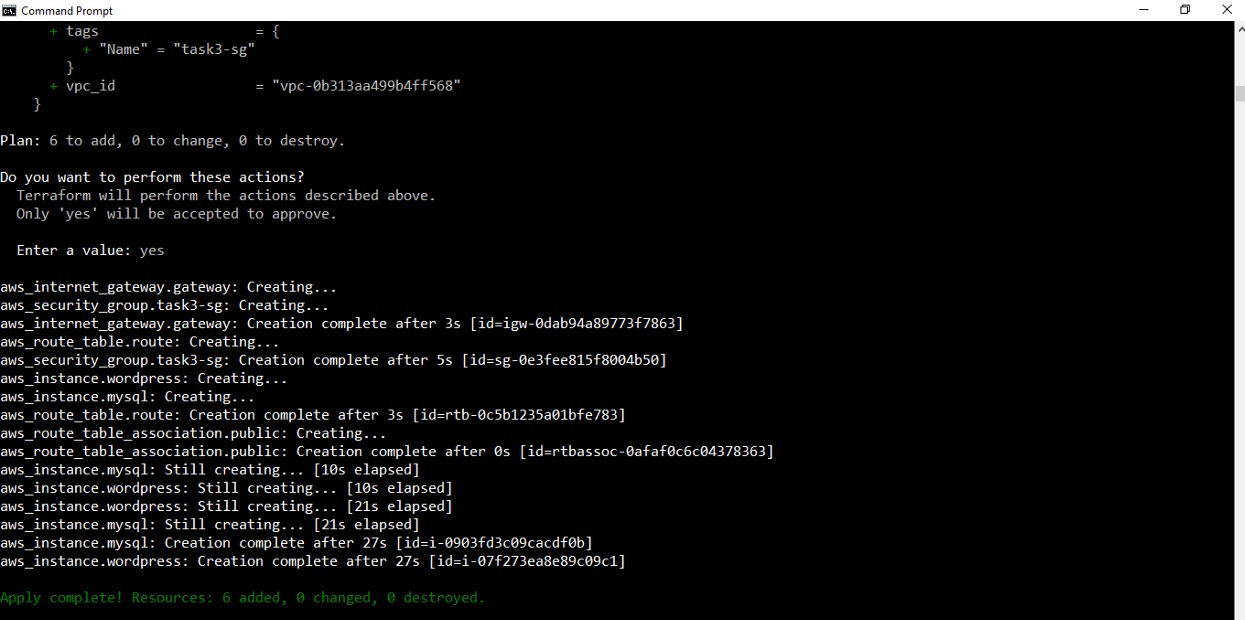 Command Prompt
+ tags = {
+ "Name" = "task3-sg"
}
+ vpc_id = "vpc-0b313aa499b4ff568"
}
Plan: 6 to add, 0 to change, 0 to destroy.
Do you want to perform these actions?
Terraform will perform the actions described above.
Only 'yes' will be accepted to approve.
Enter a value: yes
aws_internet_gateway.gateway: Creating...
aws_security_group.task3-sg: Creating...
aws_internet_gateway.gateway: Creation complete after 3s [id=igw-0dab94a89773f7863]
aws_route_table.route: Creating...
aws_security_group.task3-sg: Creation complete after 5s [id=sg-0e3fee815f8004b50]
aws_instance.wordpress: Creating...
aws_instance.mysql: Creating...
aws_route_table.route: Creation complete after 3s [id=rtb-0c5b1235a01bfe783]
aws_route_table_association.public: Creating...
aws_route_table_association.public: Creation complete after 0s [id=rtbassoc-0afaf0c6c04378363]
aws_instance.mysql: Still creating... [10s elapsed]
aws_instance.wordpress: Still creating... [10s elapsed]
aws_instance.wordpress: Still creating... [21s elapsed]
aws_instance.mysql: Still creating... [21s elapsed]
aws_instance.mysql: Creation complete after 27s [id=i-0903fd3c09cacdf0b]
aws_instance.wordpress: Creation complete after 27s [id=i-07f273ea8e89c09c1]
Apply complete! Resources: 6 added, 0 changed, 0 destroyed.